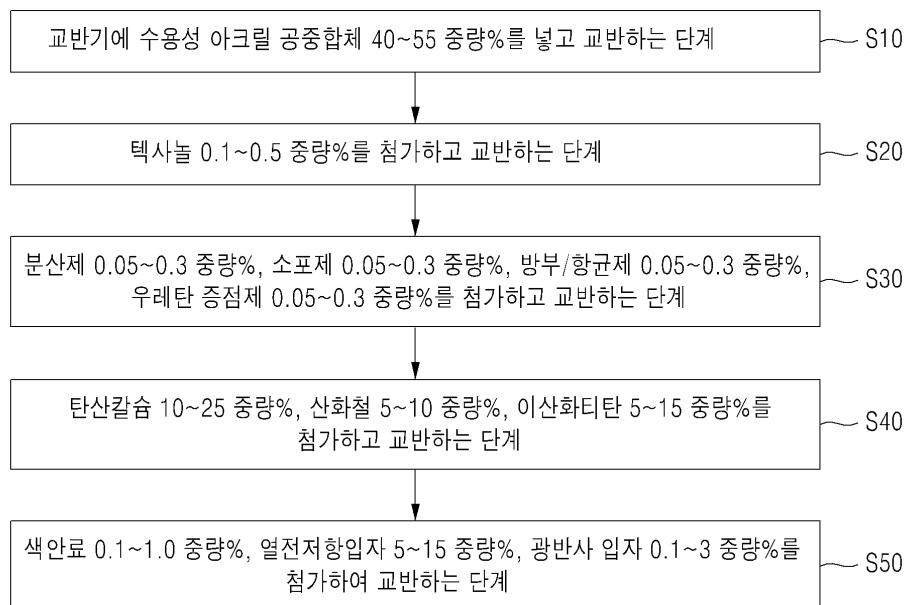 교반기에 수용성 아크릴 공중합체 40~55 중량%를 넣고 교반하는 단계
S10
텍사놀 0.1~0.5 중량%를 첨가하고 교반하는 단계
S20
분산제 0.05~0.3 중량%, 소포제 0.05~0.3 중량%, 방부/항균제 0.05~0.3 중량%,
우레탄 증점제 0.05~0.3 중량%를 첨가하고 교반하는 단계
S30
탄산칼슘 10~25 중량%, 산화철 5~10 중량%, 이산화티탄 5~15 중량%를
첨가하고 교반하는 단계
S40
색안료 0.1~1.0 중량%, 열전저항입자 5~15 중량%, 광반사 입자 0.1~3 중량%를
첨가하여 교반하는 단계
S50